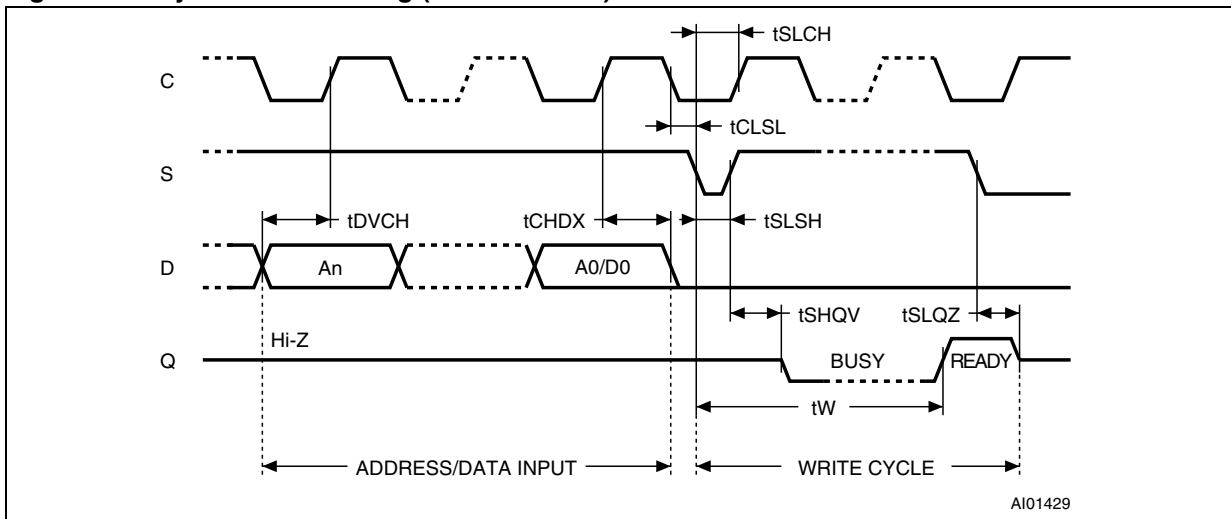 tSLCH
C
tCLSL
S
tDVCH tCHDX tSLSH
D An A0/D0
tSHQV tSLQZ
Hi-Z
Q BUSY READY
tW
ADDRESS/DATA INPUT WRITE CYCLE
AI01429